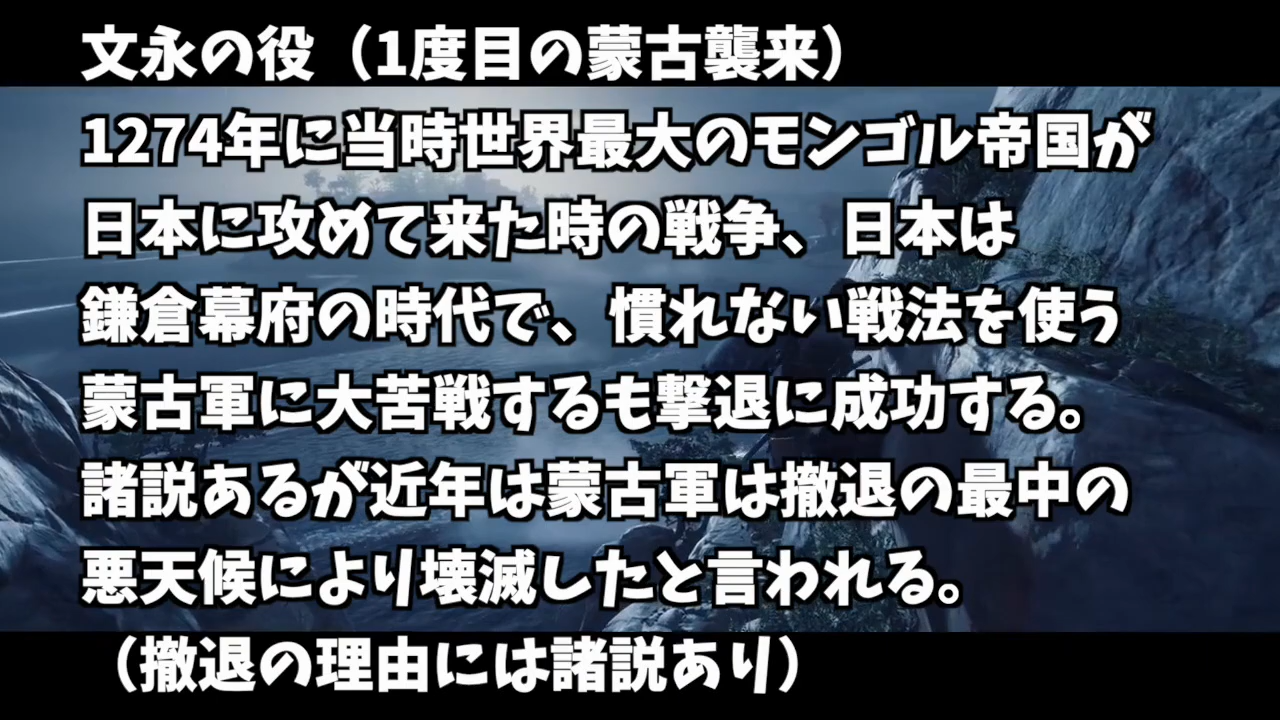 文永の役（1度目の蒙古襲来）
1274年に当時世界最大のモンゴル帝国が
日本に攻めて来た時の戦争、日本は
鎌倉幕府の時代で、慣れない戦法を使う
蒙古軍に大苦戦するも撃退に成功する。
諸説あるが近年は蒙古軍は撤退の最中の
悪天候により壊滅したと言われる。
（撤退の理由には諸説あり）